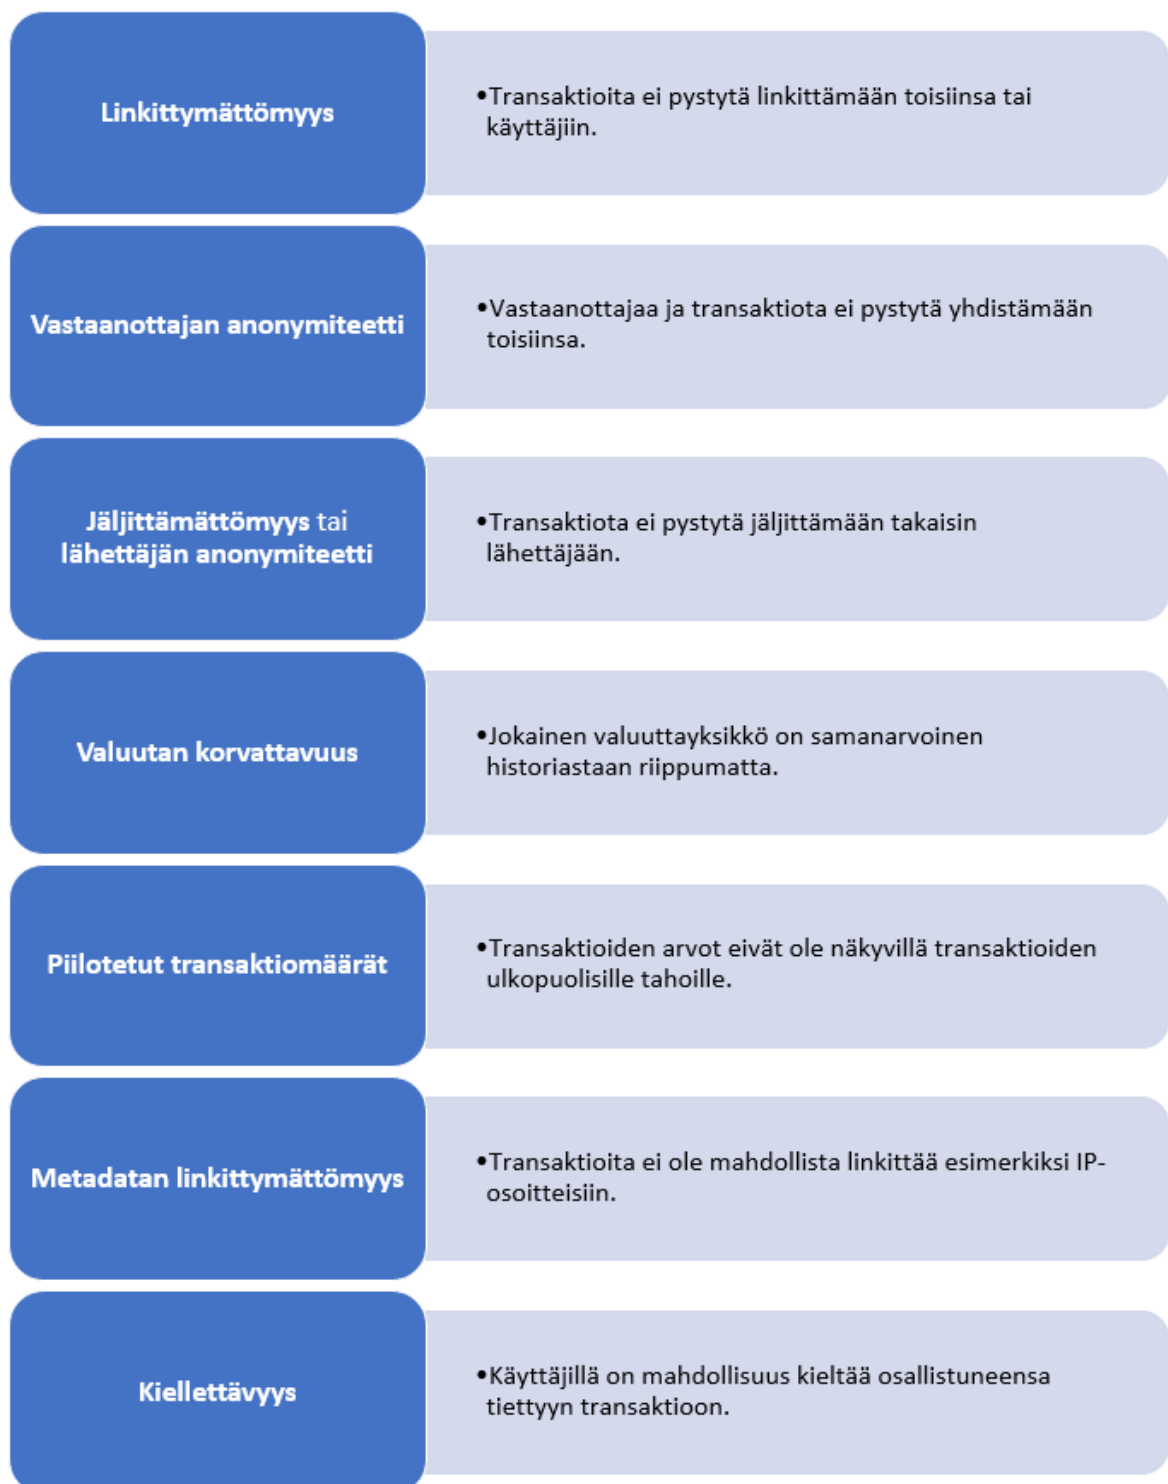 Linkittymättömyys
•Transaktioita ei pystytä linkittämään toisiinsa tai
käyttäjiin.
Vastaanottajan anonymiteetti
•Vastaanottajaa ja transaktiota ei pystytä yhdistämään
toisiinsa.
Jäljittämättömyys tai
lähettäjän anonymiteetti
•Transaktiota ei pystytä jäljittämään takaisin
lähettäjään.
Valuutan korvattavuus
•Jokainen valuuttayksikkö on samanarvoinen
historiastaan riippumatta.
Piilotetut transaktiomäärät
•Transaktioiden arvot eivät ole näkyvillä transaktioiden
ulkopuolisille tahoille.
Metadatan linkittymättömyys
•Transaktioita ei ole mahdollista linkittää esimerkiksi IP-
osoitteisiin.
Kiellettävyys
•Käyttäjillä on mahdollisuus kieltää osallistuneensa
tiettyyn transaktioon.